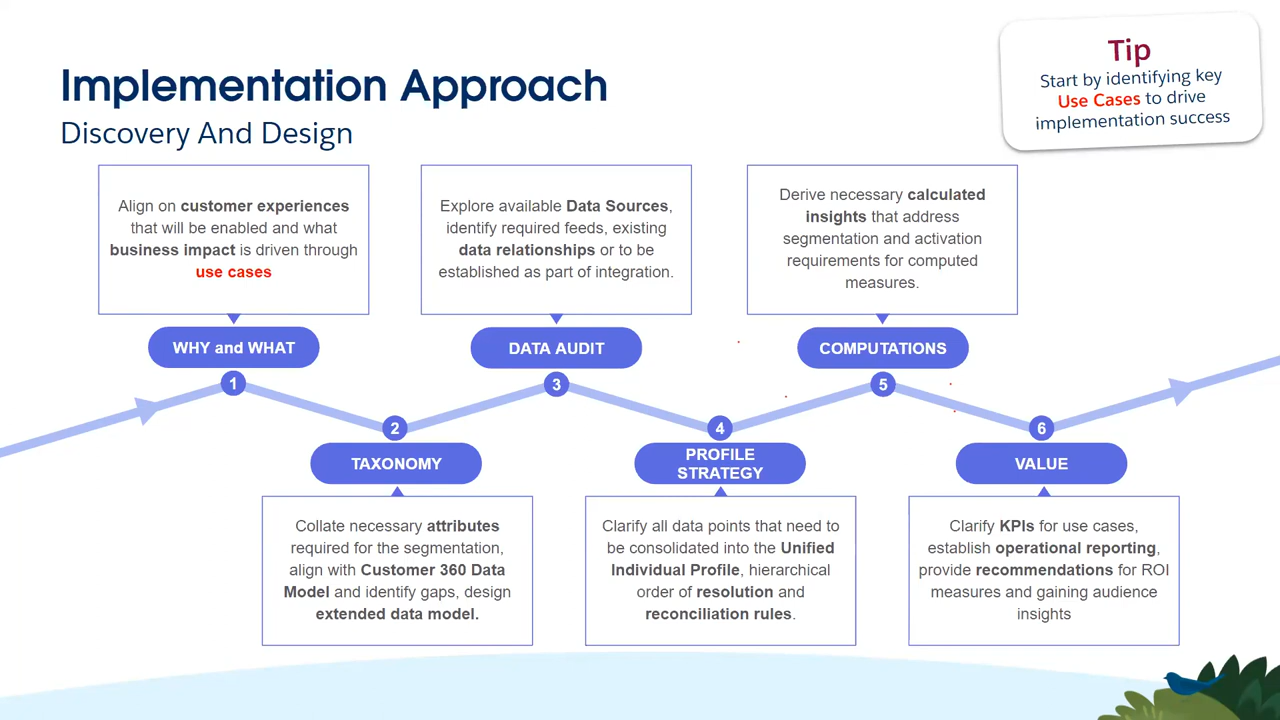 Implementation Approach
Discovery And Design
Tip
Start by identifying key
Use Cases to drive
implementation success
Align on customer experiences
that will be enabled and what
business impact is driven through
use cases
WHY and WHAT
1
2
TAXONOMY
Collate necessary attributes
required for the segmentation,
align with Customer 360 Data
Model and identify gaps, design
extended data model.
Explore available Data Sources,
identify required feeds, existing
data relationships or to be
established as part of integration.
DATA AUDIT
3
4
PROFILE
STRATEGY
Clarify all data points that need to
be consolidated into the Unified
Individual Profile, hierarchical
order of resolution and
reconciliation rules.
Derive necessary calculated
insights that address
segmentation and activation
requirements for computed
measures.
COMPUTATIONS
5
6
VALUE
Clarify KPIs for use cases,
establish operational reporting,
provide recommendations for ROI
measures and gaining audience
insights